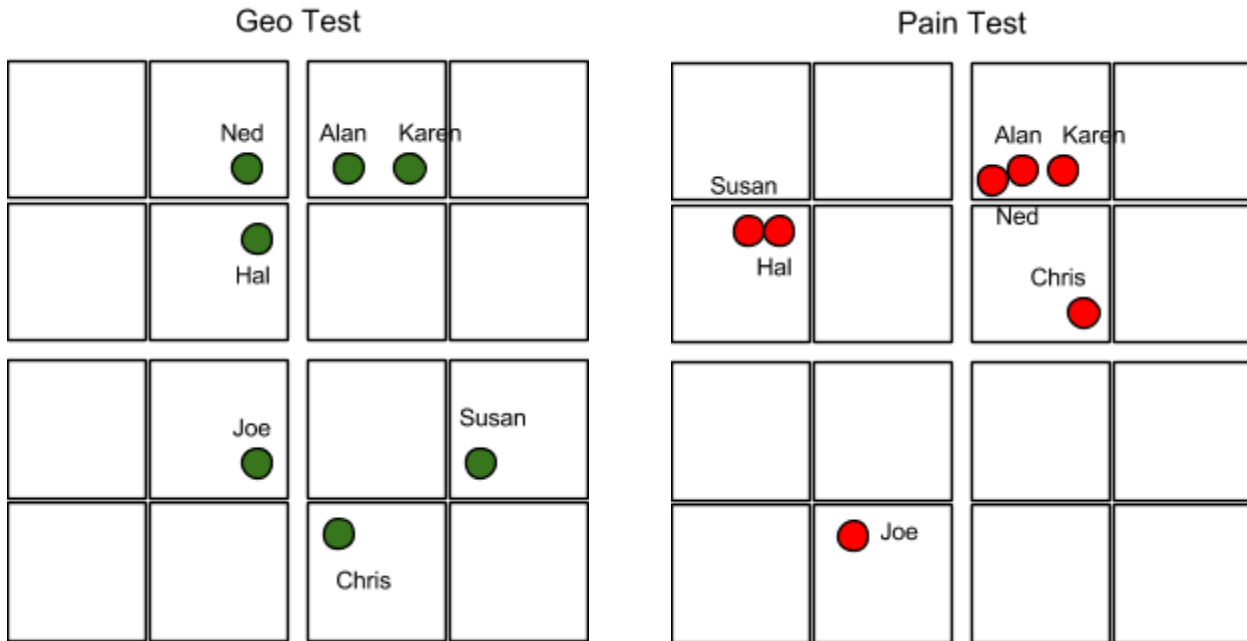 Geo Test
Ned
Alan
Karen
Hal
Joe
Susan
Chris
Pain Test
Alan
Karen
Susan
Ned
Hal
Chris
Joe